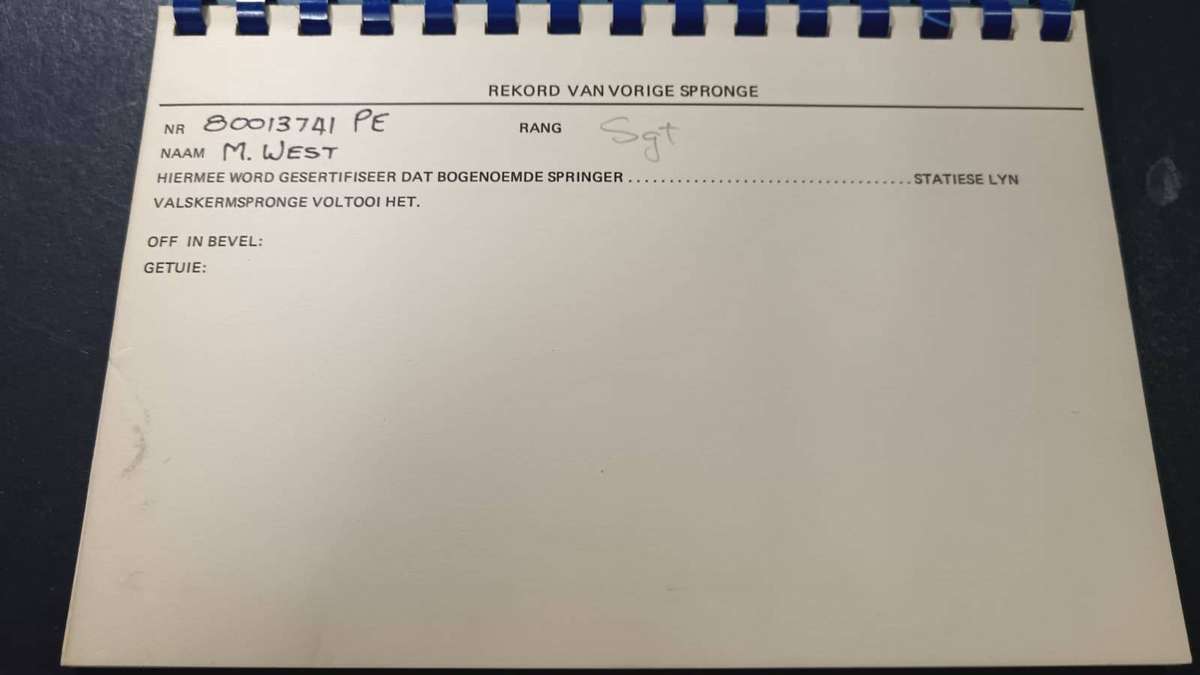 REKORD VAN VORIGE SPRONGE
NR 80013741 PE RANG Sgt
NAAM M. WEST
HIERMEE WORD GESERTIFISEER DAT BOGENOEMDE SPRINGER .................................. STATIESE LYN
VALSKERMSPRONGE VOLTOOI HET.
OFF IN BEVEL:
GETUIE: